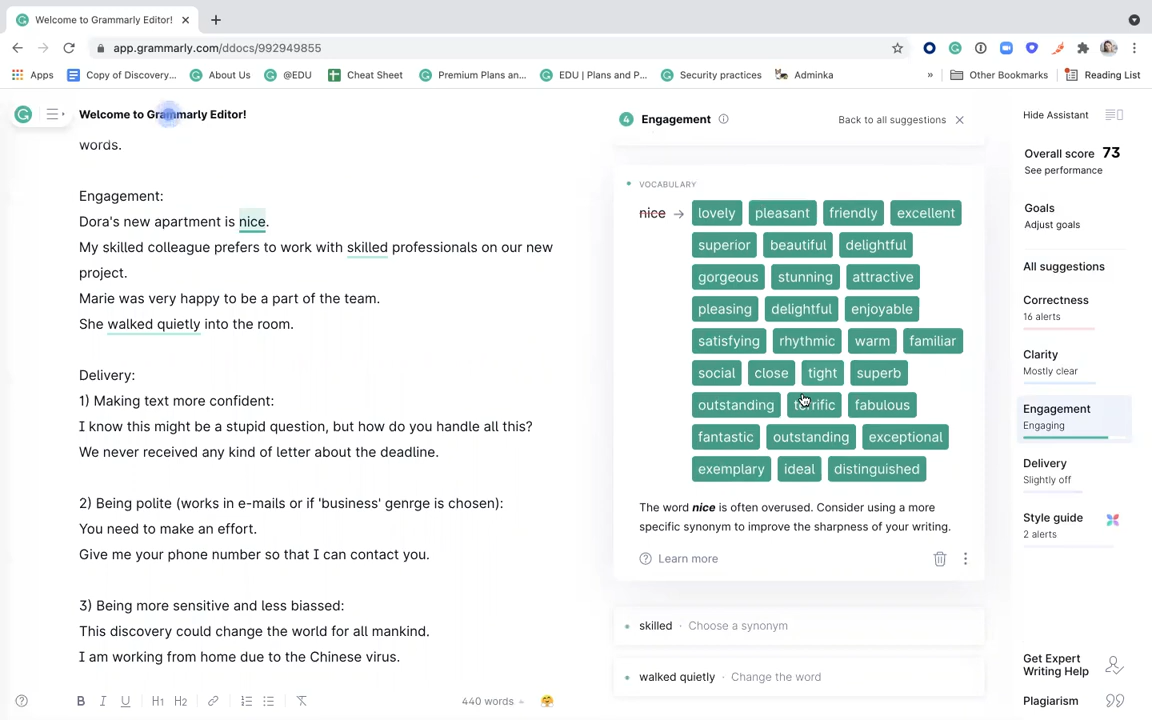 Welcome to Grammarly Editor!
app.grammarly.com/ddocs/992949855
Apps
Copy of Discovery...
About Us
@EDU
Cheat Sheet
Premium Plans an...
EDU | Plans and P...
Security practices
Adminka
»
Other Bookmarks
Reading List
Welcome to Grammarly Editor!
words.
Engagement:
Dora's new apartment is nice.
My skilled colleague prefers to work with skilled professionals on our new
project.
Marie was very happy to be a part of the team.
She walked quietly into the room.
Delivery:
1) Making text more confident:
I know this might be a stupid question, but how do you handle all this?
We never received any kind of letter about the deadline.
2) Being polite (works in e-mails or if 'business' genrge is chosen):
You need to make an effort.
Give me your phone number so that I can contact you.
3) Being more sensitive and less biassed:
This discovery could change the world for all mankind.
I am working from home due to the Chinese virus.
B I U H1 H2
440 words
4 Engagement
Back to all suggestions
VOCABULARY
nice → lovely pleasant friendly excellent
superior beautiful delightful
gorgeous stunning attractive
pleasing delightful enjoyable
satisfying rhythmic warm familiar
social close tight superb
outstanding terrific fabulous
fantastic outstanding exceptional
exemplary ideal distinguished
The word nice is often overused. Consider using a more
specific synonym to improve the sharpness of your writing.
Learn more
skilled · Choose a synonym
walked quietly · Change the word
Hide Assistant
Overall score 73
See performance
Goals
Adjust goals
All suggestions
Correctness
16 alerts
Clarity
Mostly clear
Engagement
Engaging
Delivery
Slightly off
Style guide
2 alerts
Get Expert
Writing Help
Plagiarism